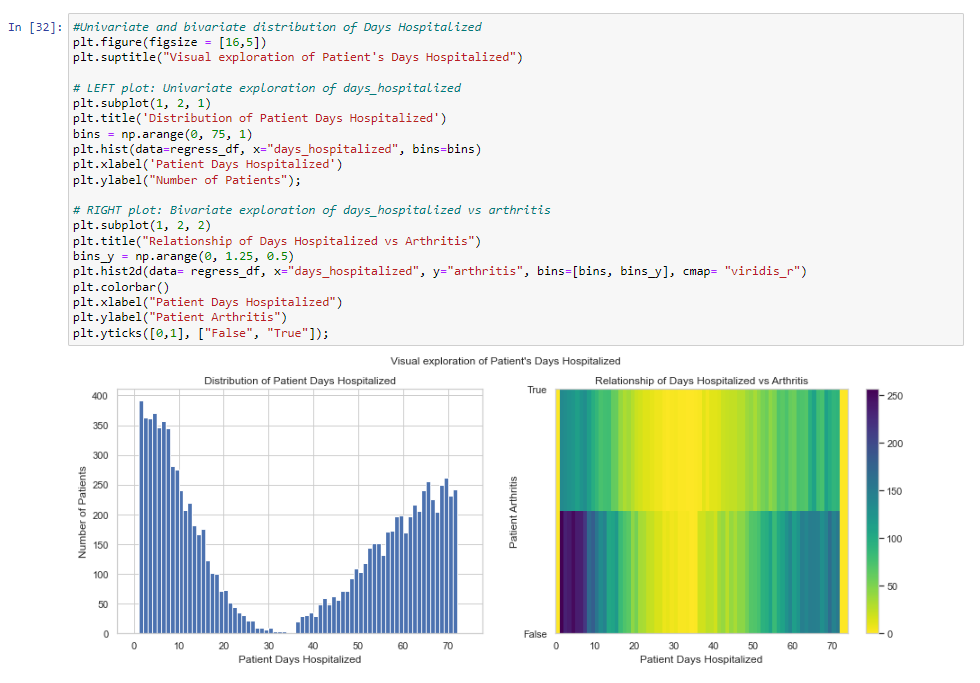 In [32]:
#Univariate and bivariate distribution of Days Hospitalized
plt.figure(figsize = [16,5])
plt.suptitle("Visual exploration of Patient's Days Hospitalized")
# LEFT plot: Univariate exploration of days_hospitalized
plt.subplot(1, 2, 1)
plt.title('Distribution of Patient Days Hospitalized')
bins = np.arange(0, 75, 1)
plt.hist(data=regress_df, x="days_hospitalized", bins=bins)
plt.xlabel('Patient Days Hospitalized')
plt.ylabel("Number of Patients");
# RIGHT plot: Bivariate exploration of days_hospitalized vs arthritis
plt.subplot(1, 2, 2)
plt.title("Relationship of Days Hospitalized vs Arthritis")
bins_y = np.arange(0, 1.25, 0.5)
plt.hist2d(data= regress_df, x="days_hospitalized", y="arthritis", bins=[bins, bins_y], cmap= "viridis_r")
plt.colorbar()
plt.xlabel("Patient Days Hospitalized")
plt.ylabel("Patient Arthritis")
plt.yticks([0,1], ["False", "True"]);
Visual exploration of Patient's Days Hospitalized
Distribution of Patient Days Hospitalized
400
350
300
250
200
150
100
50
0
Number of Patients
0 10 20 30 40 50 60 70
Patient Days Hospitalized
Relationship of Days Hospitalized vs Arthritis
True
False
Patient Arthritis
0 10 20 30 40 50 60 70
Patient Days Hospitalized
250
200
150
100
50
0